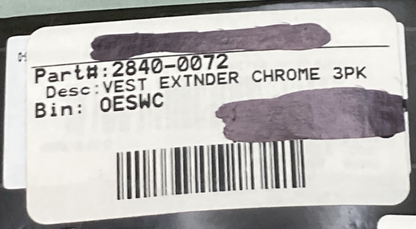 Part#:2840-0072
Desc:VEST EXTNDER CHROME 3PK
Bin: OESWC